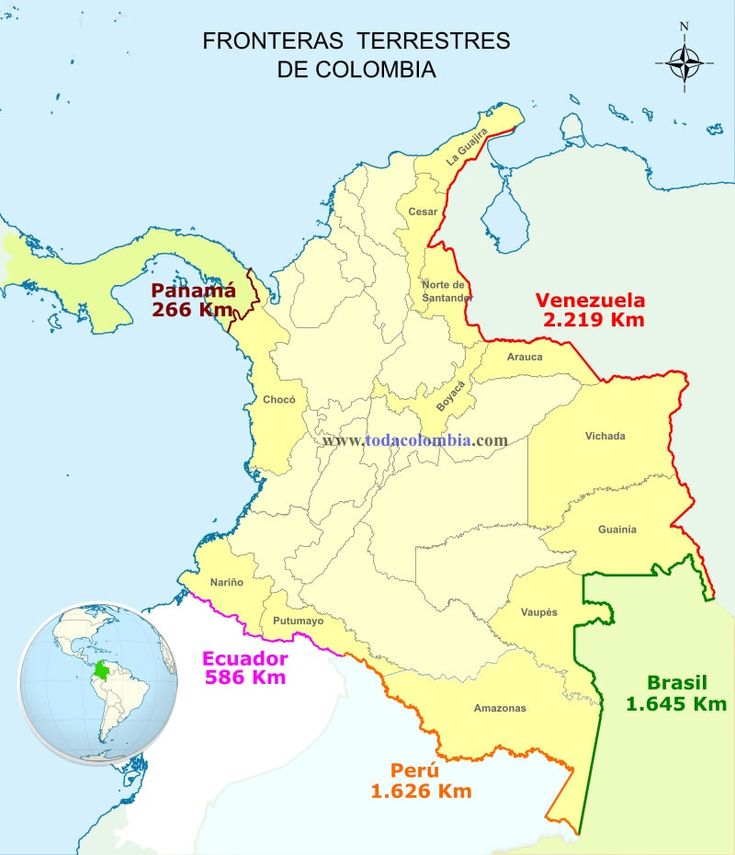 FRONTERAS TERRESTRES
DE COLOMBIA
N
La Guajira
Cesar
Norte de
Santander
Panamá
266 Km
Venezuela
2.219 Km
Arauca
Boyacá
Chocó
www.todacolombia.com
Vichada
Guainía
Nariño
Putumayo
Vaupés
Ecuador
586 Km
Brasil
1.645 Km
Amazonas
Perú
1.626 Km